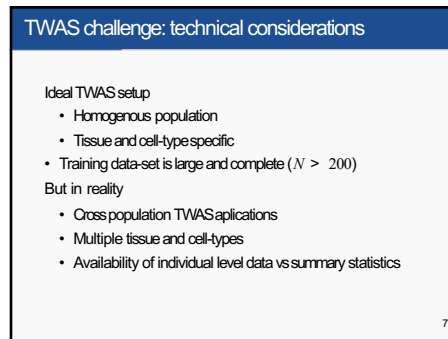 TWAS challenge: technical considerations
Ideal TWAS setup
• Homogenous population
• Tissue and cell-type specific
• Training data-set is large and complete (N > 200)
But in reality
• Cross population TWAS aplications
• Multiple tissue and cell-types
• Availability of individual level data vs summary statistics
7